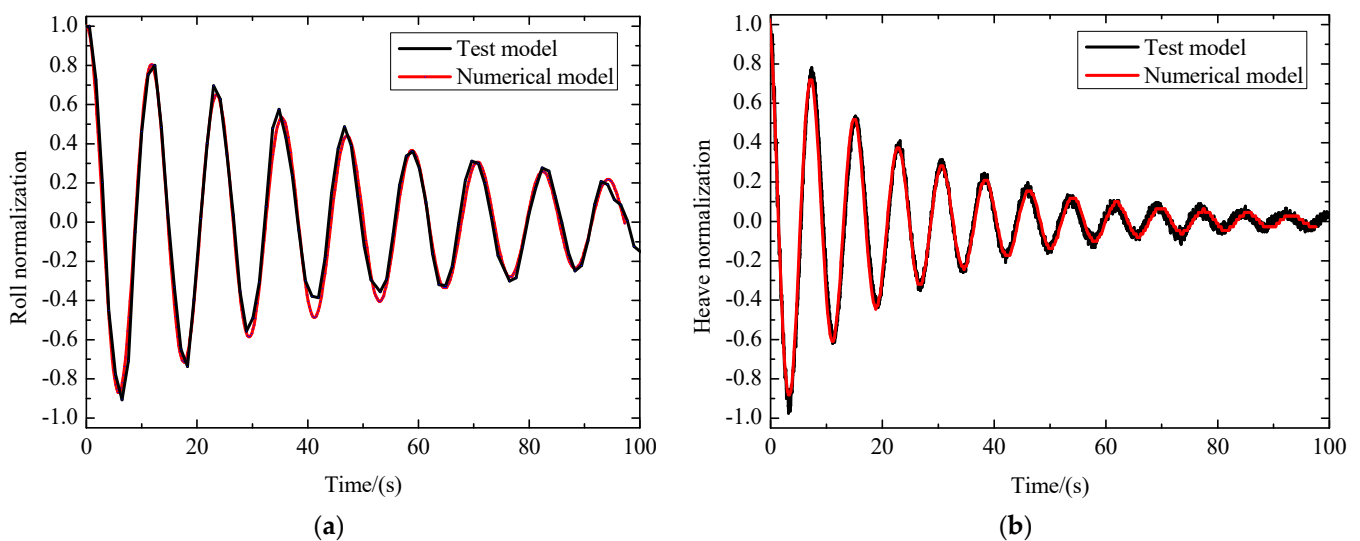 Roll normalization
1.0
0.8
0.6
0.4
0.2
0.0
-0.2
-0.4
-0.6
-0.8
-1.0
Test model
Numerical model
0 20 40 60 80 100
Time/(s)
(a)
Heave normalization
1.0
0.8
0.6
0.4
0.2
0.0
-0.2
-0.4
-0.6
-0.8
-1.0
Test model
Numerical model
0 20 40 60 80 100
Time/(s)
(b)